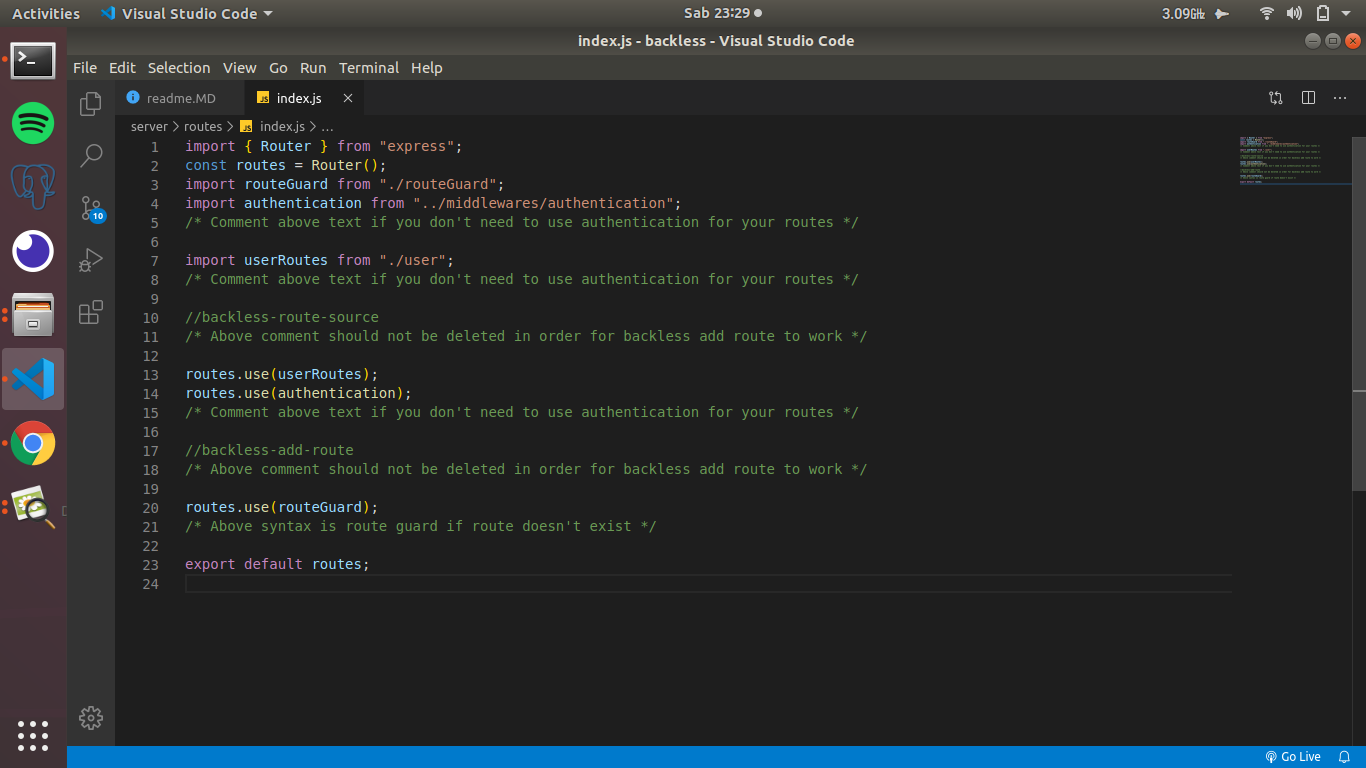 Activities Visual Studio Code Sab 23:29 3.09GHz
index.js - backless - Visual Studio Code
File Edit Selection View Go Run Terminal Help
readme.MD JS index.js
server routes JS index.js ...
10
1 import { Router } from "express";
2 const routes = Router();
3 import routeGuard from "./routeGuard";
4 import authentication from "../middlewares/authentication";
5 /* Comment above text if you don't need to use authentication for your routes */
6
7 import userRoutes from "./user";
8 /* Comment above text if you don't need to use authentication for your routes */
9
10 //backless-route-source
11 /* Above comment should not be deleted in order for backless add route to work */
12
13 routes.use(userRoutes);
14 routes.use(authentication);
15 /* Comment above text if you don't need to use authentication for your routes */
16
17 //backless-add-route
18 /* Above comment should not be deleted in order for backless add route to work */
19
20 routes.use(routeGuard);
21 /* Above syntax is route guard if route doesn't exist */
22
23 export default routes;
24
Go Live